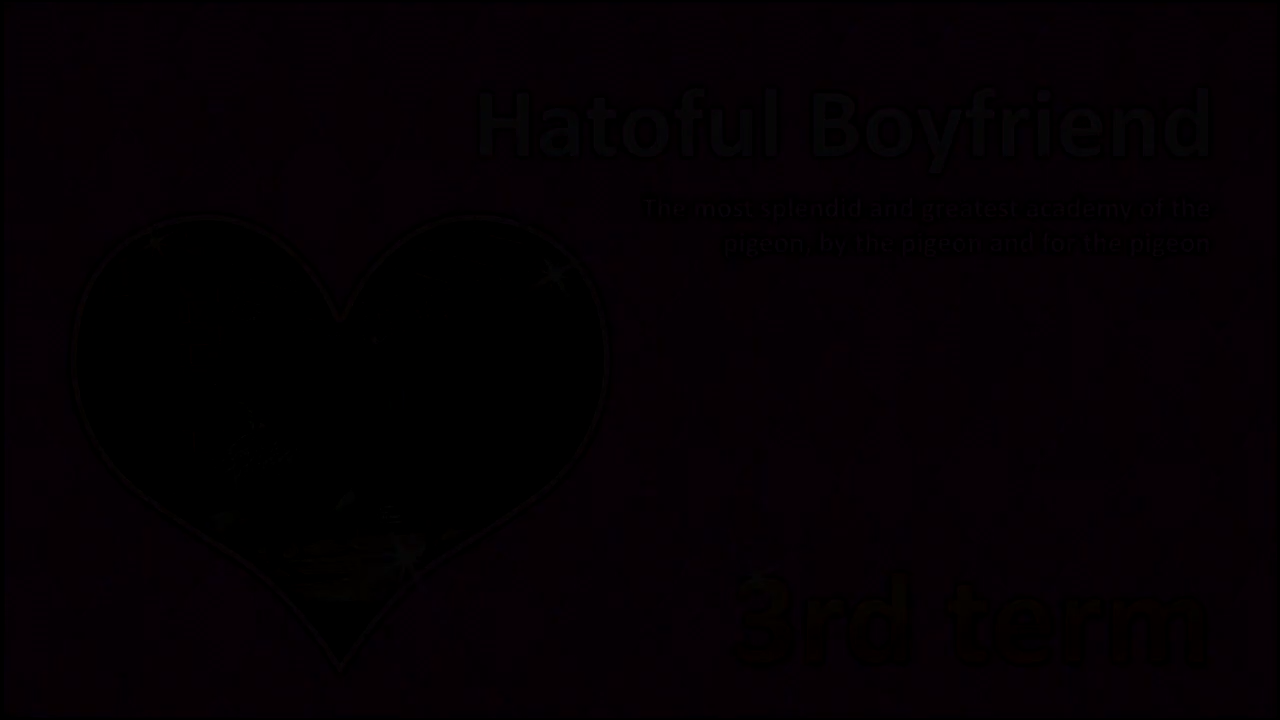 Hatoful Boyfriend
The most splendid and greatest academy of the
pigeon, by the pigeon and for the pigeon
3rd term